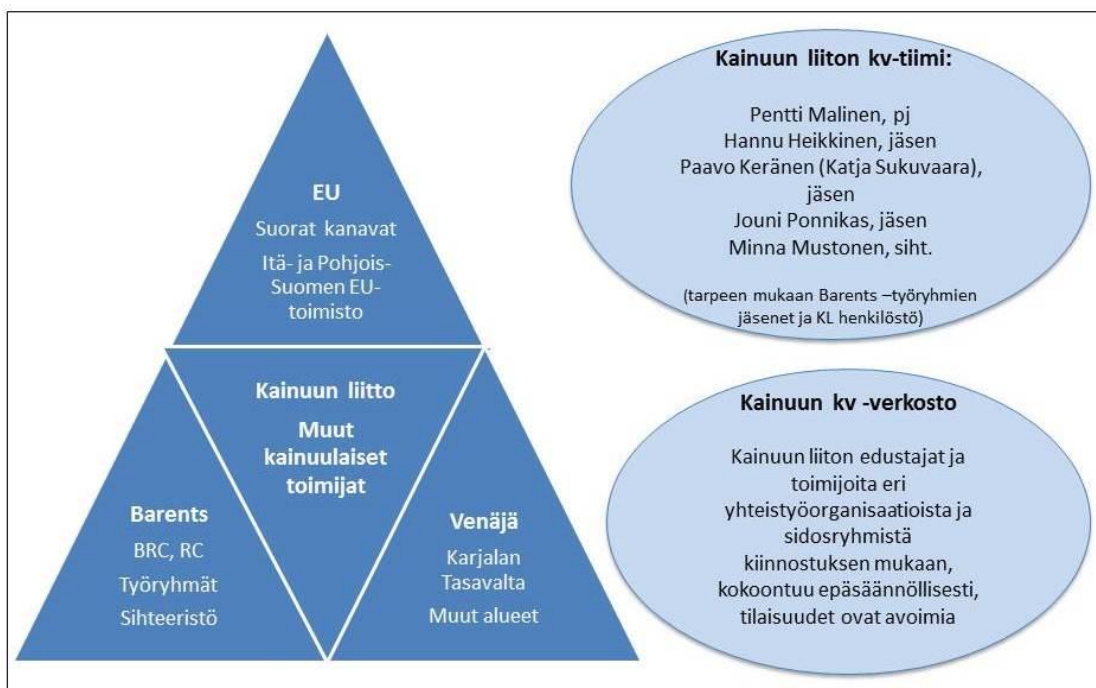 EU
Suorat kanavat
Itä- ja Pohjois-
Suomen EU-
toimisto
Kainuun liitto
Muut
kainuulaiset
toimijat
Barents
BRC, RC
Työryhmät
Sihteeristö
Venäjä
Karjalan
Tasavalta
Muut alueet
Kainuun liiton kv-tiimi:
Pentti Malinen, pj
Hannu Heikkinen, jäsen
Paavo Keränen (Katja Sukuvaara),
jäsen
Jouni Ponnikas, jäsen
Minna Mustonen, siht.
(tarpeen mukaan Barents –työryhmien
jäsenet ja KL henkilöstö)
Kainuun kv -verkosto
Kainuun liiton edustajat ja
toimijoita eri
yhteistyöorganisaatioista ja
sidosryhmistä
kiinnostuksen mukaan,
kokoontuu epäsäännöllisesti,
tilaisuudet ovat avoimia